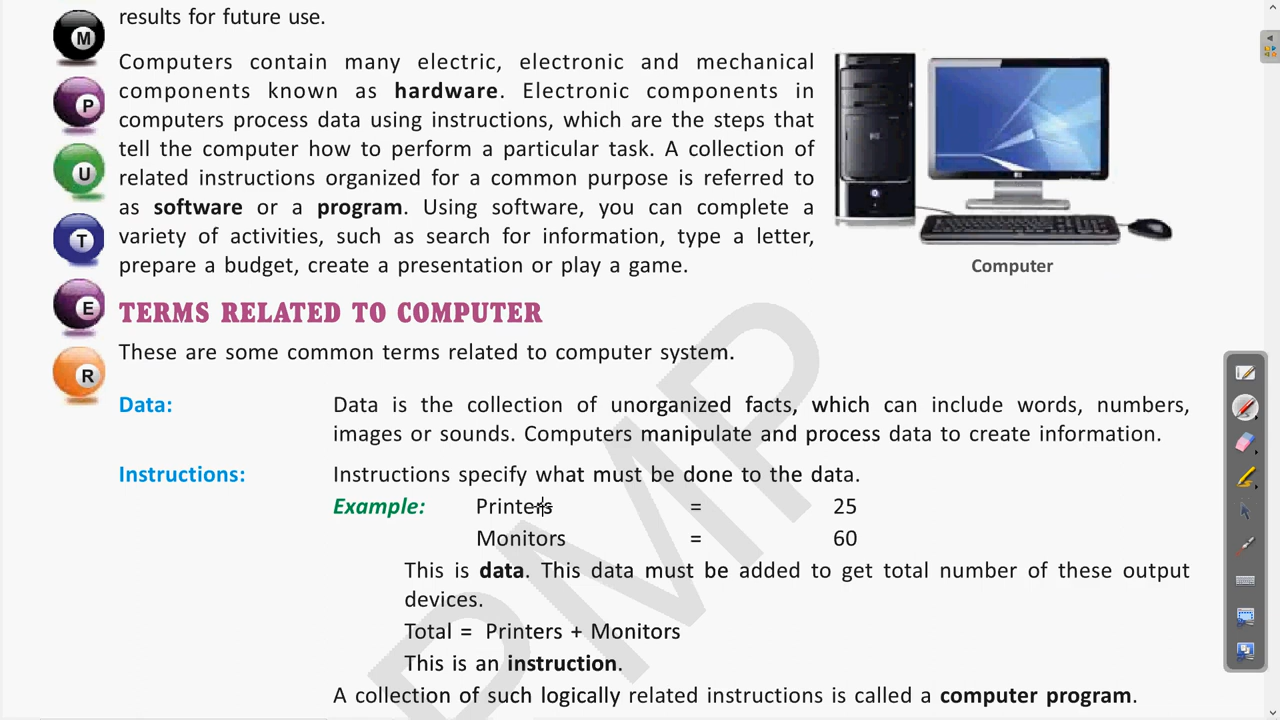 results for future use.
Computers contain many electric, electronic and mechanical
components known as hardware. Electronic components in
computers process data using instructions, which are the steps that
tell the computer how to perform a particular task. A collection of
related instructions organized for a common purpose is referred to
as software or a program. Using software, you can complete a
variety of activities, such as search for information, type a letter,
prepare a budget, create a presentation or play a game.
Computer
M
P
U
T
E
R
TERMS RELATED TO COMPUTER
These are some common terms related to computer system.
Data: Data is the collection of unorganized facts, which can include words, numbers,
images or sounds. Computers manipulate and process data to create information.
Instructions: Instructions specify what must be done to the data.
Example: Printers = 25
Monitors = 60
This is data. This data must be added to get total number of these output
devices.
Total = Printers + Monitors
This is an instruction.
A collection of such logically related instructions is called a computer program.
PMP